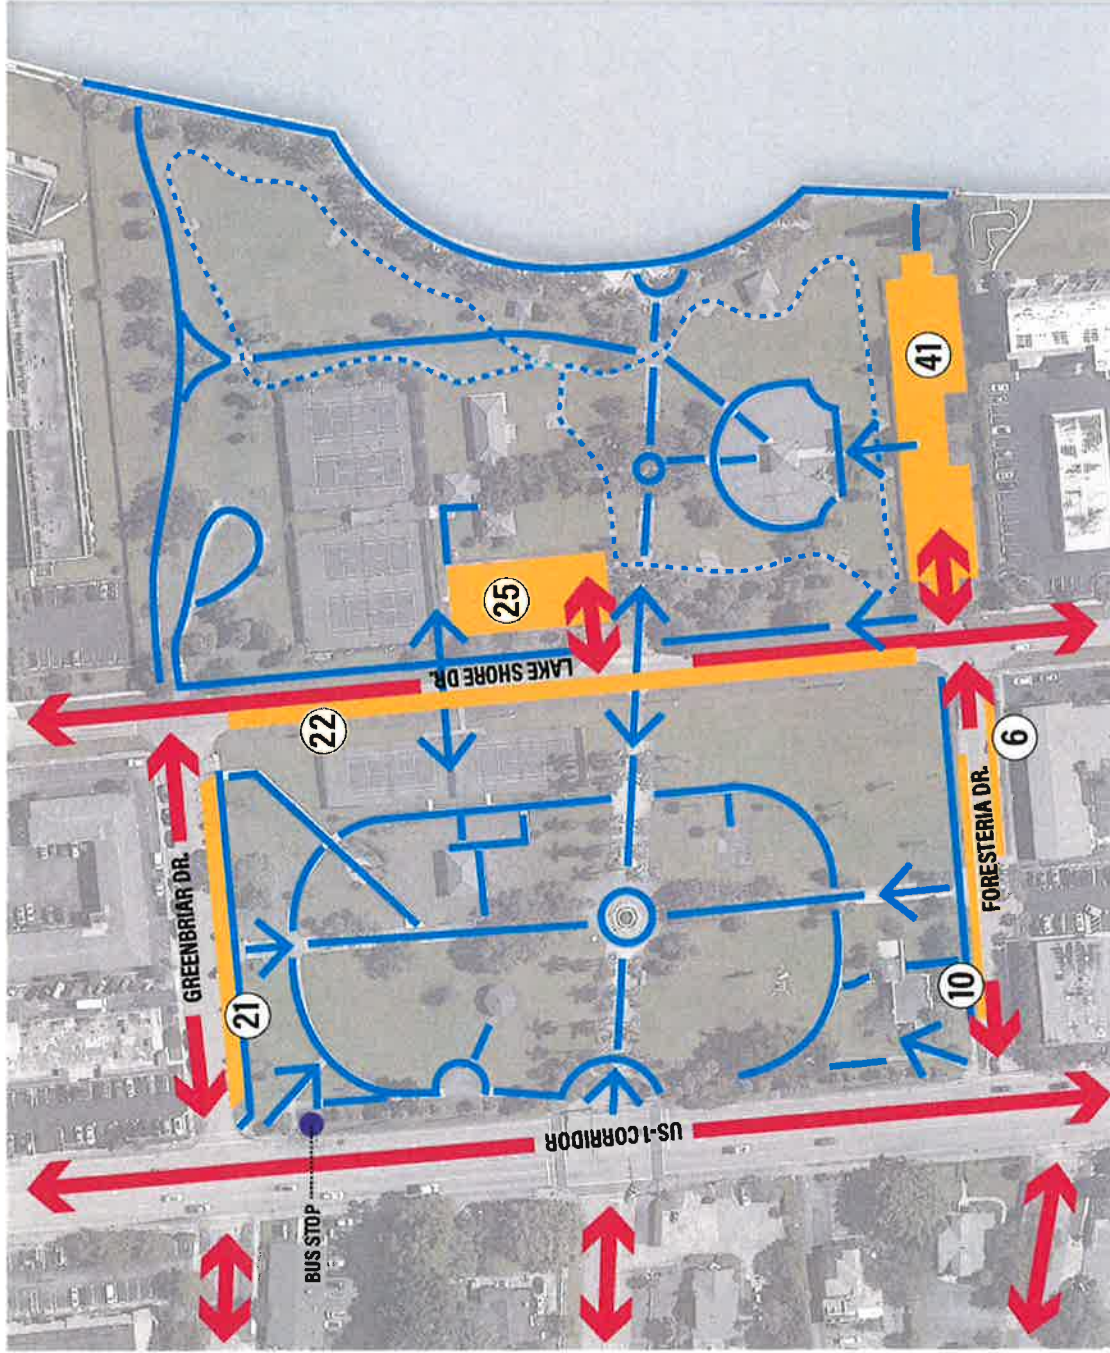 GREENBRIAR DR.
21
22
LAKE SHORE DR.
25
41
6
FORESTERIA DR.
10
US-1 CORRIDOR
BUS STOP